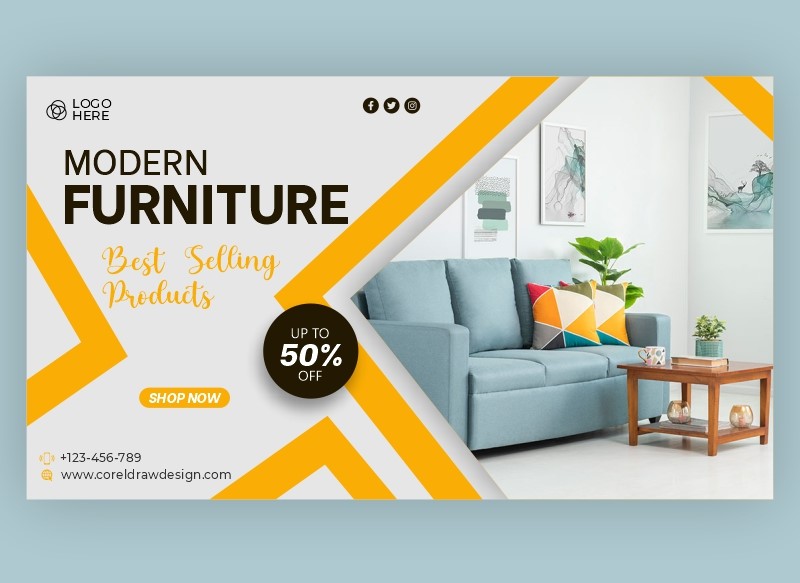 LOGO
HERE
MODERN
FURNITURE
Best Selling
Products
UP TO
50%
OFF
SHOP NOW
+123-456-789
www.coreldrawdesign.com